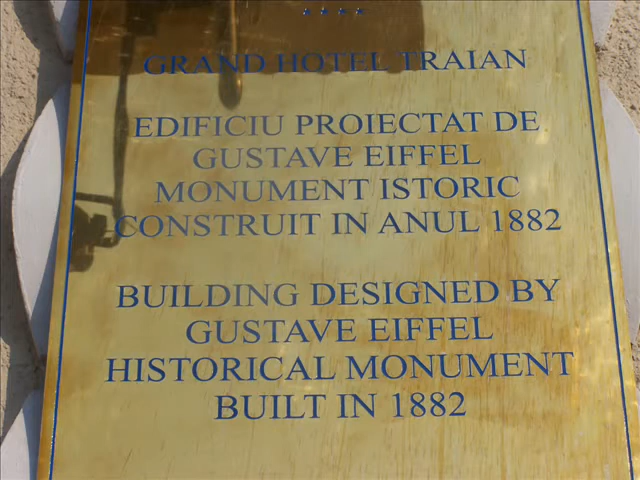 GRAND HOTEL TRAIAN
EDIFICIU PROIECTAT DE
GUSTAVE EIFFEL
MONUMENT ISTORIC
CONSTRUIT IN ANUL 1882
BUILDING DESIGNED BY
GUSTAVE EIFFEL
HISTORICAL MONUMENT
BUILT IN 1882